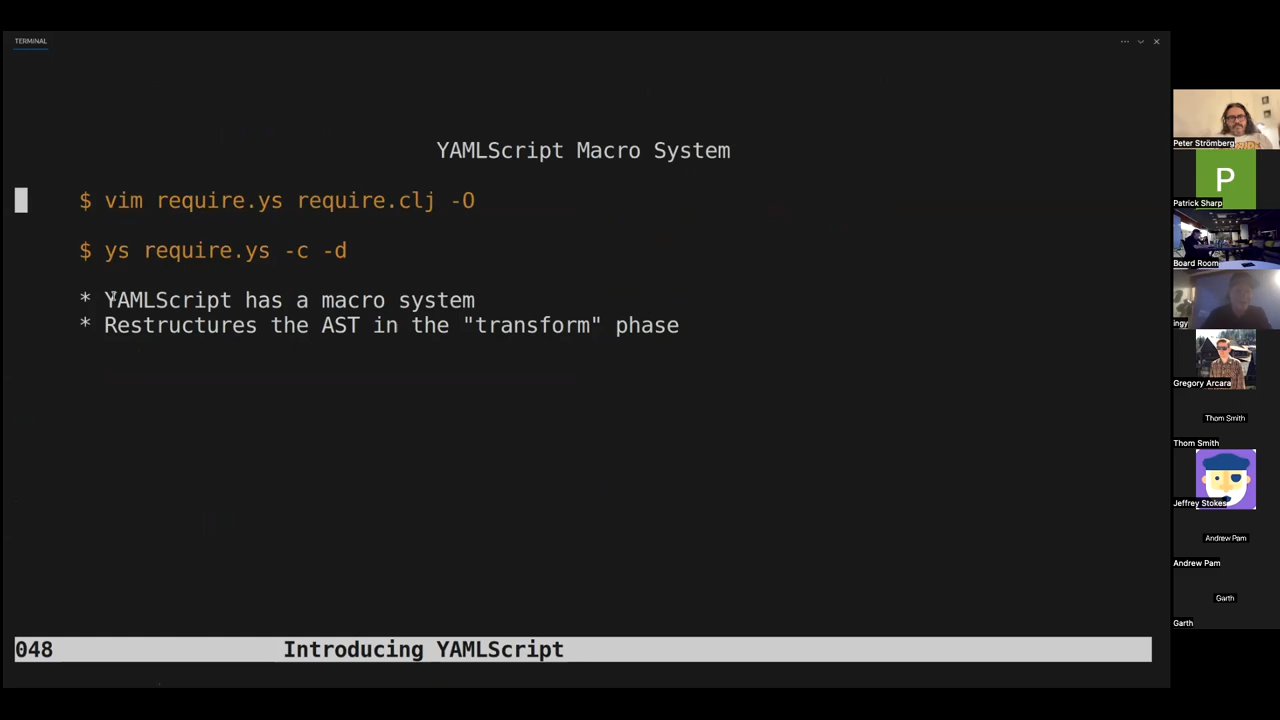 TERMINAL
YAMLScript Macro System
$ vim require.ys require.clj -O
$ ys require.ys -c -d
* YAMLScript has a macro system
* Restructures the AST in the "transform" phase
048 Introducing YAMLScript
Peter Strömberg
P
Patrick Sharp
Board Room
ingy
Gregory Arcara
Thom Smith
Thom Smith
Jeffrey Stokes
Andrew Pam
Andrew Pam
Garth
Garth